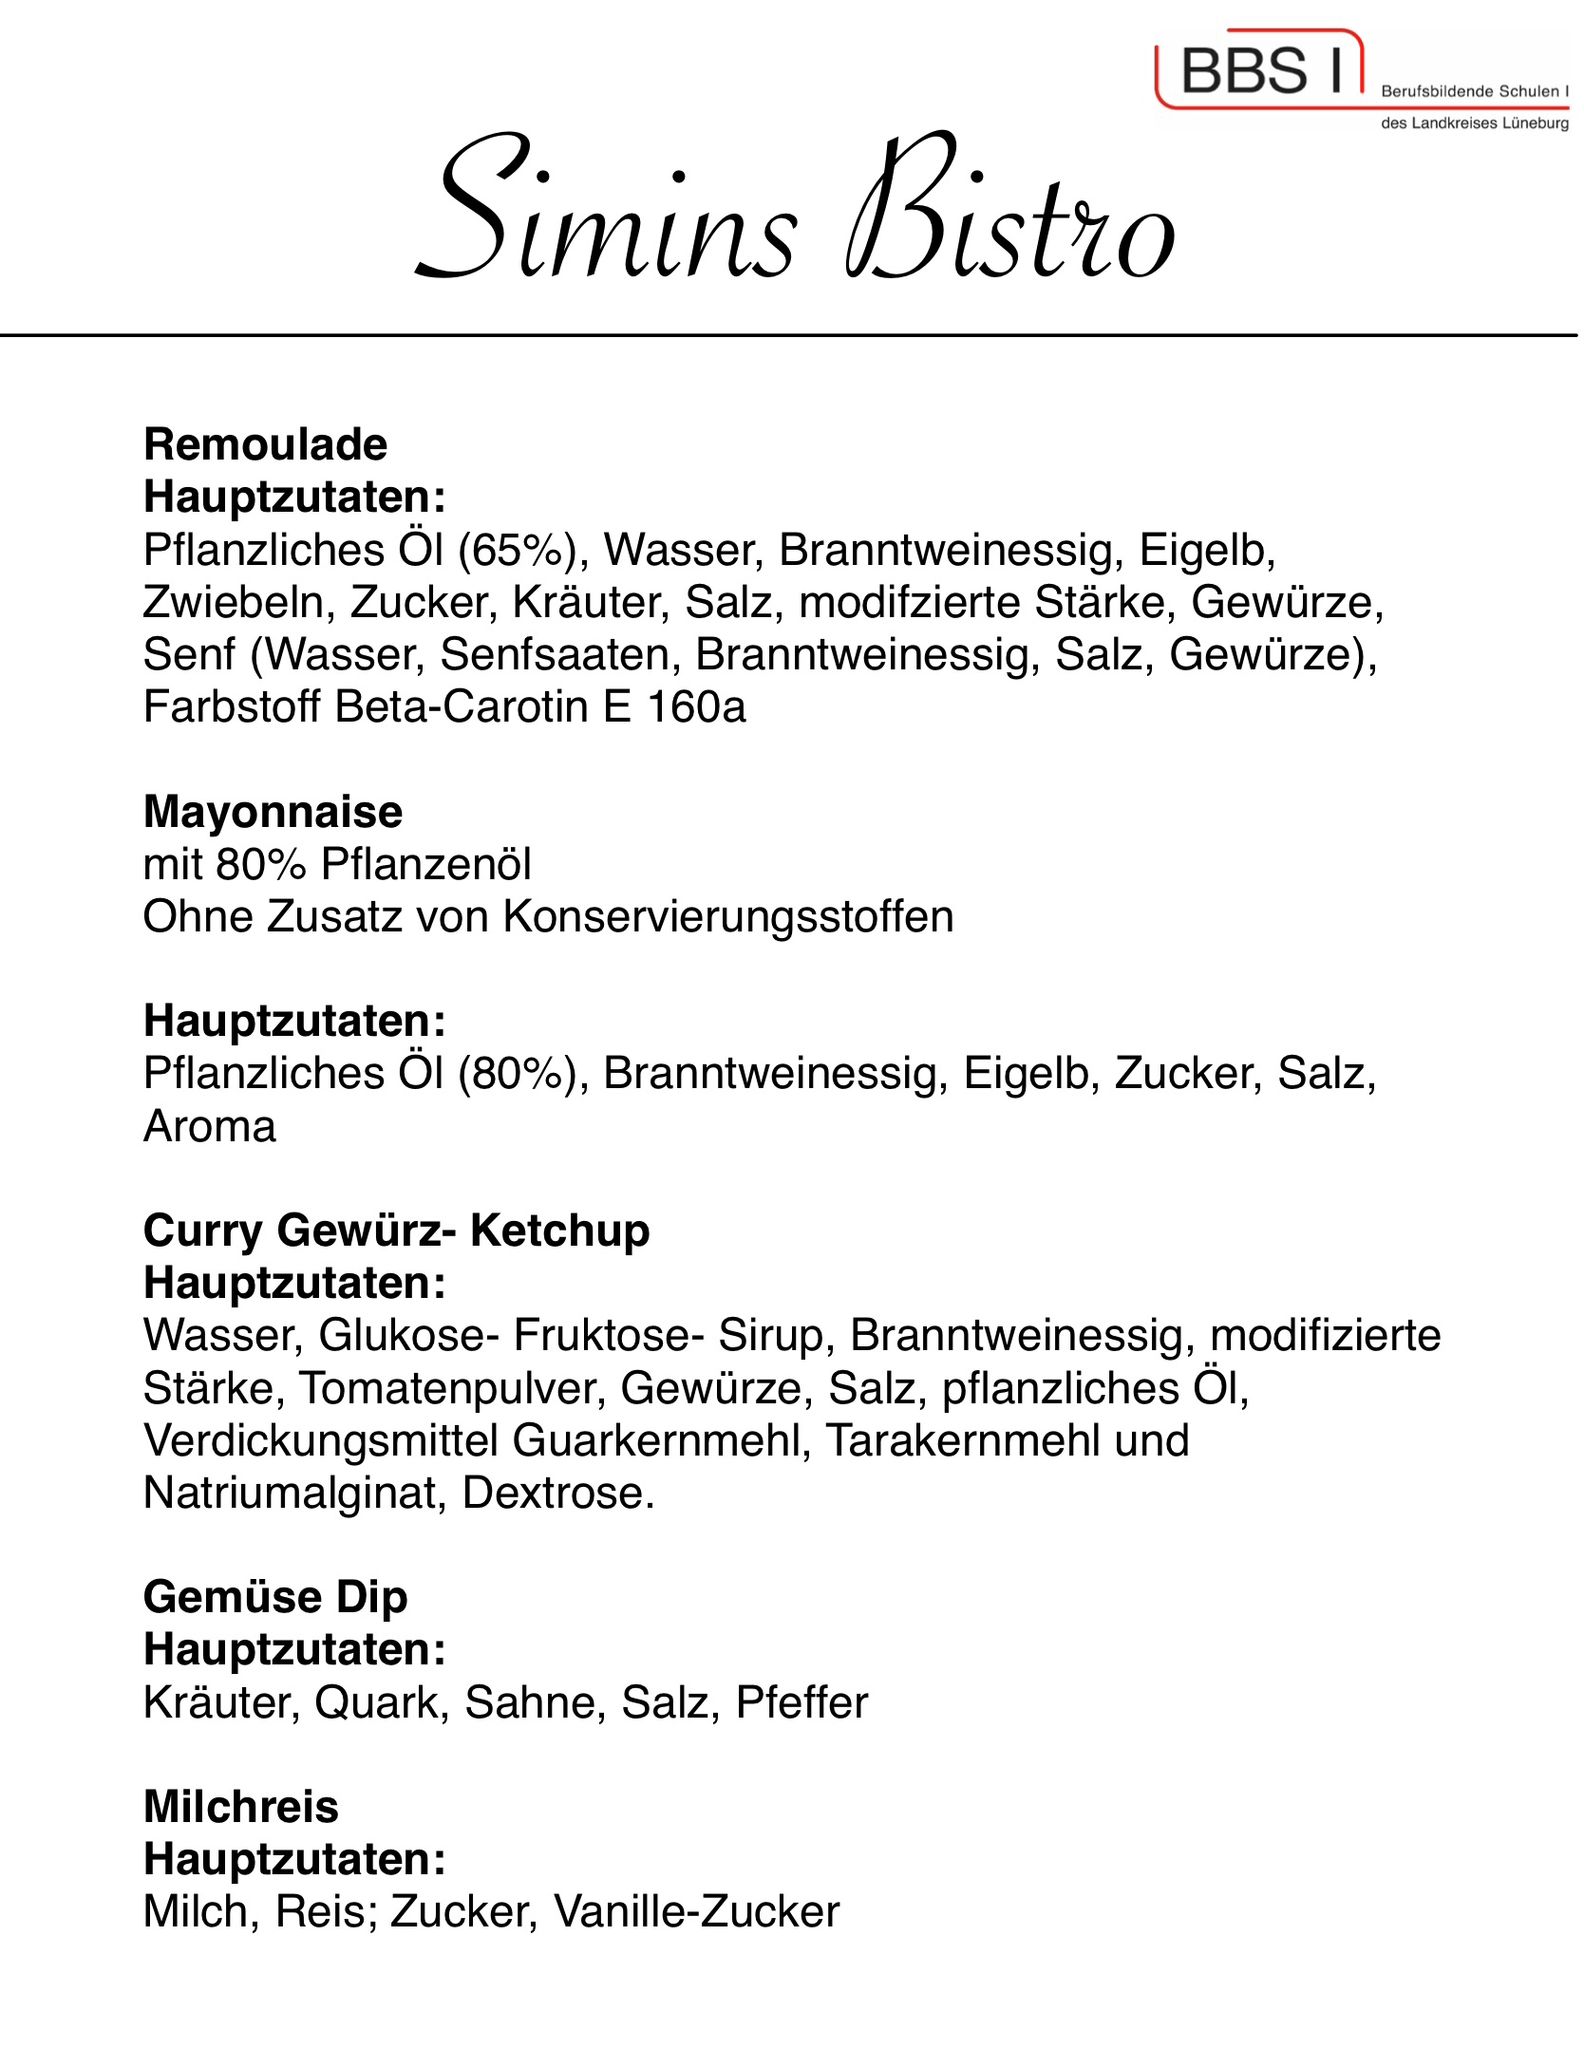 BBS I
Berufsbildende Schulen I
des Landkreises Lüneburg
Simins Bistro
Remoulade
Hauptzutaten:
Pflanzliches Öl (65%), Wasser, Branntweinessig, Eigelb,
Zwiebeln, Zucker, Kräuter, Salz, modifzierte Stärke, Gewürze,
Senf (Wasser, Senfsaaten, Branntweinessig, Salz, Gewürze),
Farbstoff Beta-Carotin E 160a
Mayonnaise
mit 80% Pflanzenöl
Ohne Zusatz von Konservierungsstoffen
Hauptzutaten:
Pflanzliches Öl (80%), Branntweinessig, Eigelb, Zucker, Salz,
Aroma
Curry Gewürz- Ketchup
Hauptzutaten:
Wasser, Glukose- Fruktose- Sirup, Branntweinessig, modifizierte
Stärke, Tomatenpulver, Gewürze, Salz, pflanzliches Öl,
Verdickungsmittel Guarkernmehl, Tarakernmehl und
Natriumalginat, Dextrose.
Gemüse Dip
Hauptzutaten:
Kräuter, Quark, Sahne, Salz, Pfeffer
Milchreis
Hauptzutaten:
Milch, Reis; Zucker, Vanille-Zucker